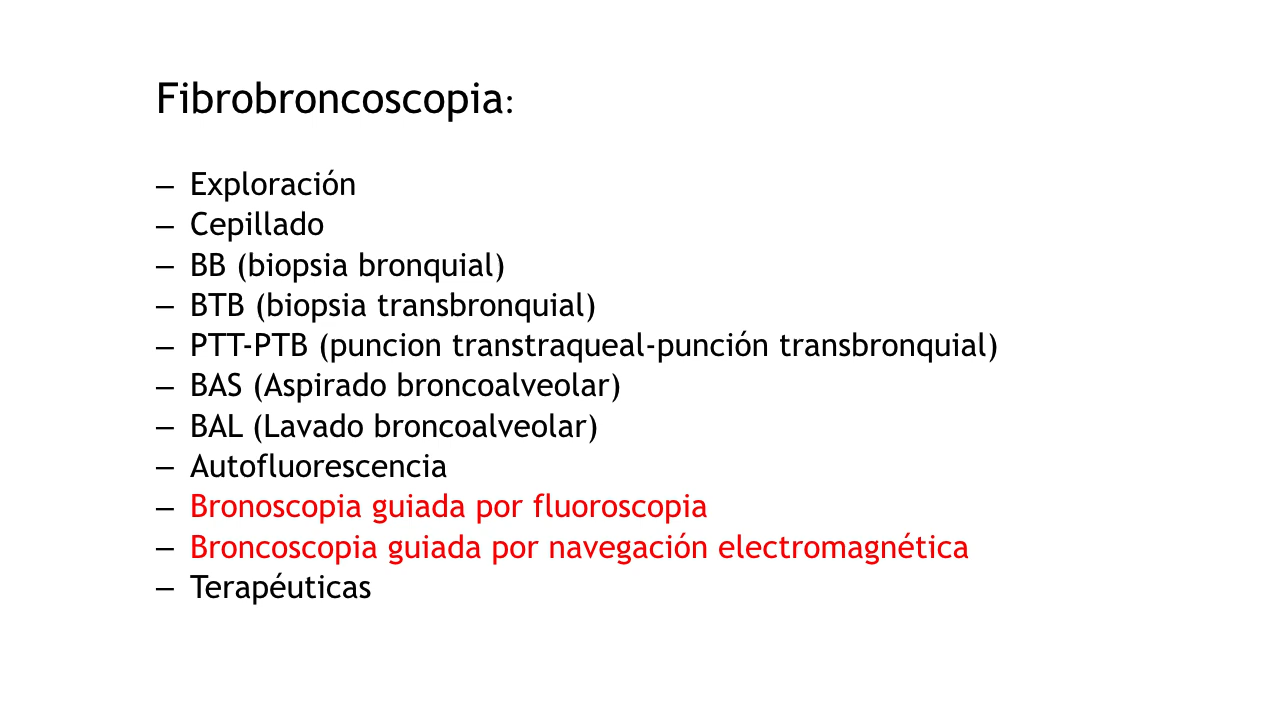 Fibrobroncoscopia:
– Exploración
– Cepillado
– BB (biopsia bronquial)
– BTB (biopsia transbronquial)
– PTT-PTB (puncion transtraqueal-punción transbronquial)
– BAS (Aspirado broncoalveolar)
– BAL (Lavado broncoalveolar)
– Autofluorescencia
– Bronoscopia guiada por fluoroscopia
– Broncoscopia guiada por navegación electromagnética
– Terapéuticas